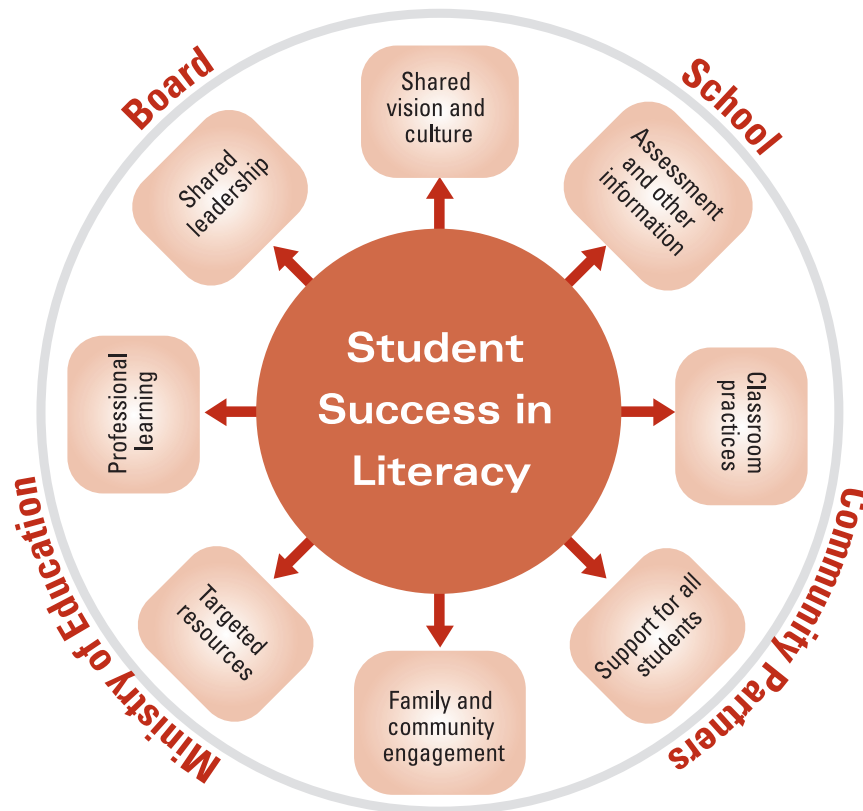 Board
School
Shared
vision and
culture
Shared
leadership
Assessment
and other
information
Professional
learning
Student
Success in
Literacy
Classroom
practices
Targeted
resources
Family and
community
engagement
Support for all
students
Ministry of Education
Community Partners